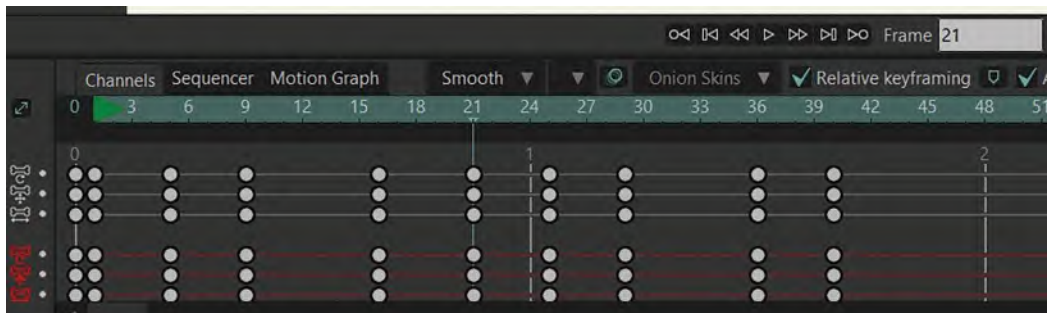 Frame 21
Channels Sequencer Motion Graph Smooth Onion Skins Relative keyframing
0 3 6 9 12 15 18 21 24 27 30 33 36 39 42 45 48 51
0 1 2